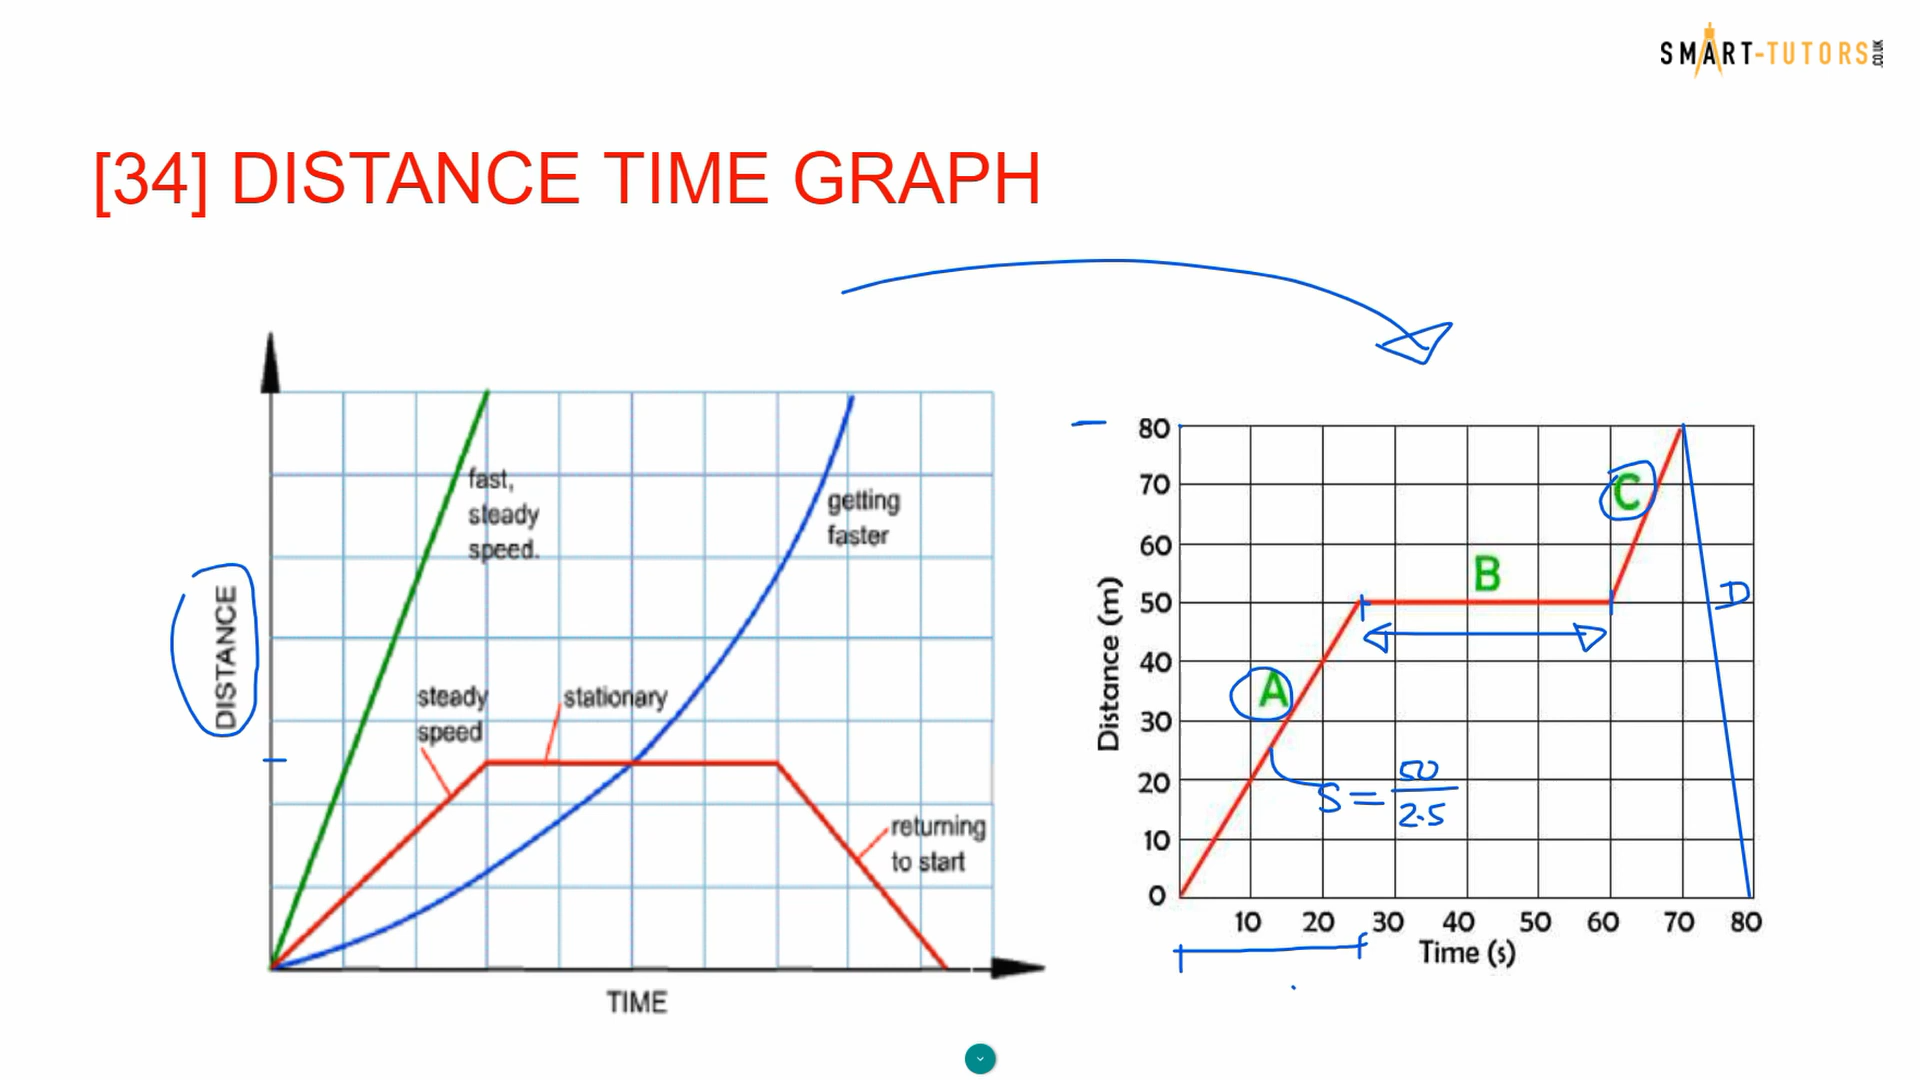 SMART-TUTORS.CO.UK
[34] DISTANCE TIME GRAPH
DISTANCE
fast,
steady
speed.
getting
faster
steady
speed
stationary
returning
to start
TIME
Distance (m)
80
70
60
50
40
30
20
10
0
A
B
C
D
S = 50
2.5
10 20 30 40 50 60 70 80
Time (s)